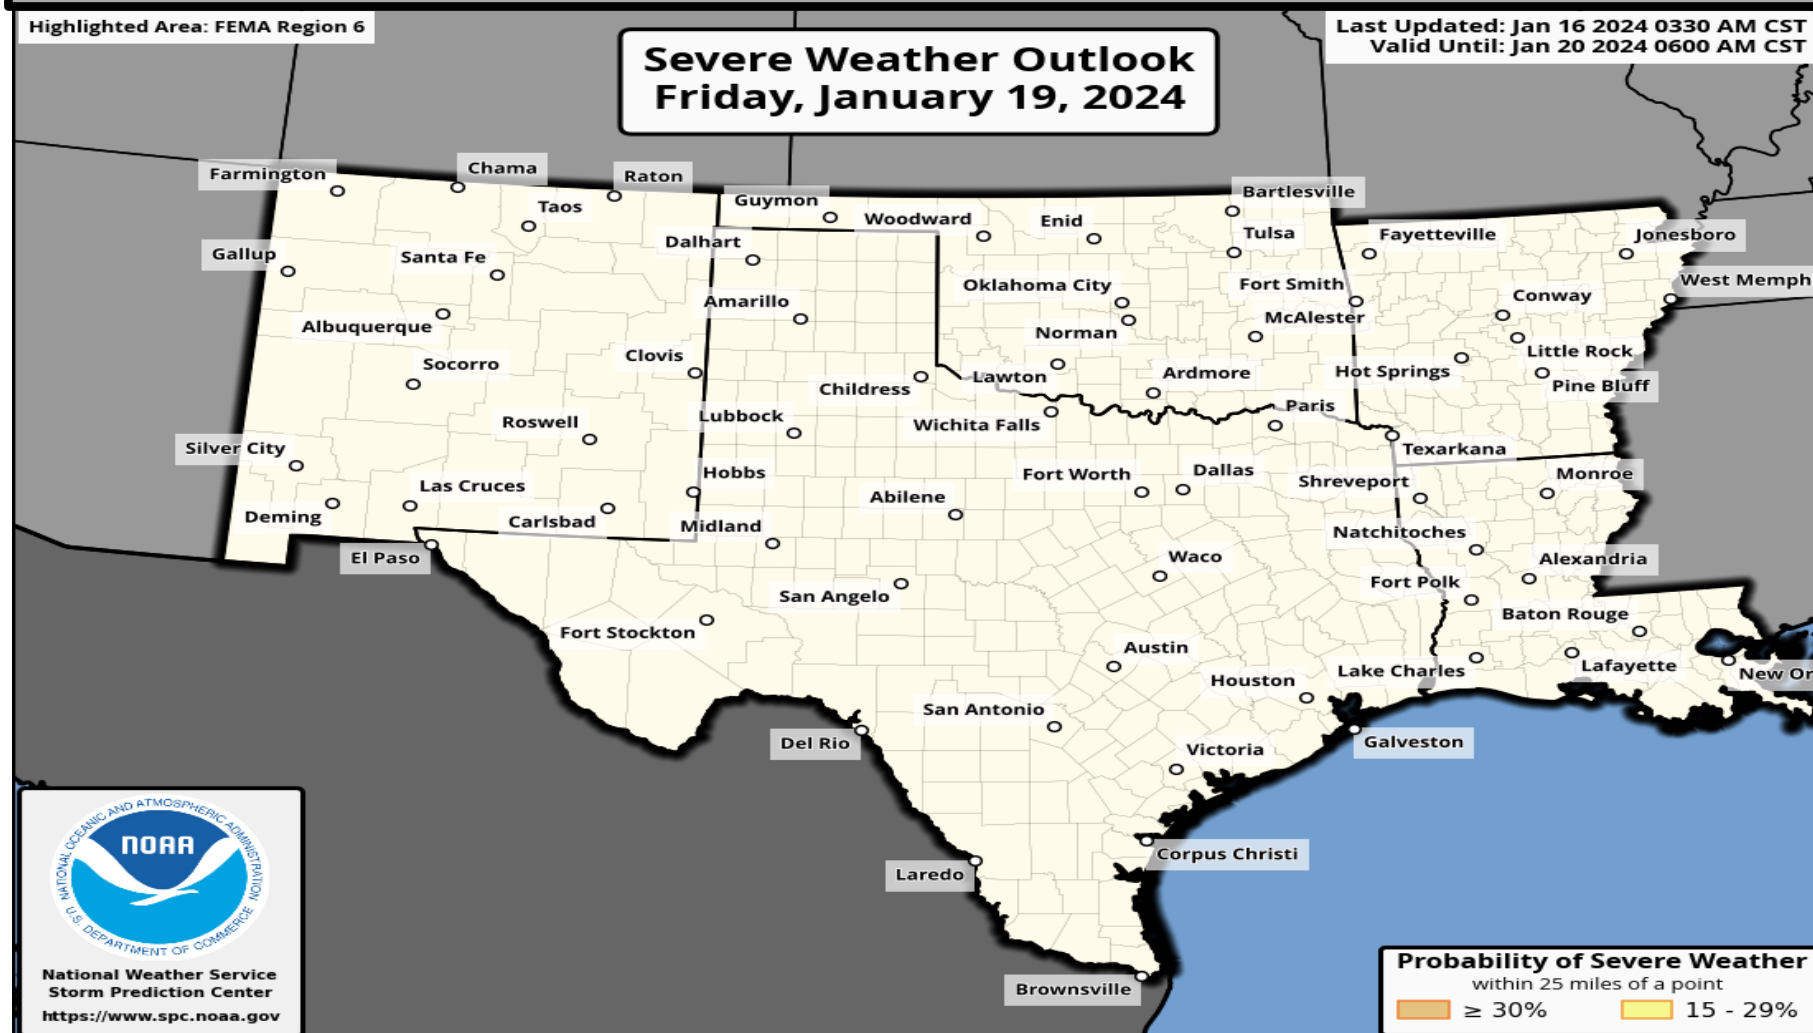 Highlighted Area: FEMA Region 6
Last Updated: Jan 16 2024 0330 AM CST
Valid Until: Jan 20 2024 0600 AM CST
Severe Weather Outlook
Friday, January 19, 2024
Farmington
Chama
Raton
Taos
Guymon
Woodward
Enid
Bartlesville
Tulsa
Fayetteville
Jonesboro
Gallup
Santa Fe
Dalhart
Oklahoma City
Fort Smith
Conway
West Memph
Albuquerque
Amarillo
Norman
McAlester
Little Rock
Socorro
Clovis
Childress
Lawton
Ardmore
Hot Springs
Pine Bluff
Roswell
Lubbock
Wichita Falls
Paris
Texarkana
Silver City
Hobbs
Fort Worth
Dallas
Shreveport
Monroe
Las Cruces
Abilene
Deming
Carlsbad
Midland
Natchitoches
El Paso
Waco
Alexandria
San Angelo
Fort Polk
Fort Stockton
Baton Rouge
Austin
Lake Charles
Lafayette
New Or
Houston
San Antonio
Del Rio
Victoria
Galveston
Corpus Christi
Laredo
Brownsville
NATIONAL OCEANIC AND ATMOSPHERIC ADMINISTRATION
NOAA
U.S. DEPARTMENT OF COMMERCE
National Weather Service
Storm Prediction Center
https://www.spc.noaa.gov
Probability of Severe Weather
within 25 miles of a point
≥ 30%
15 - 29%